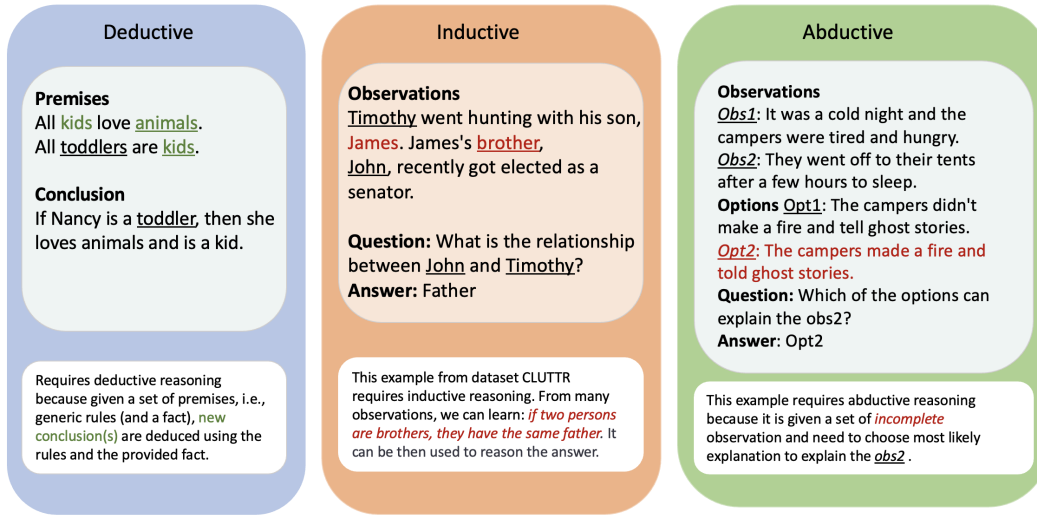 Deductive
Premises
All kids love animals.
All toddlers are kids.
Conclusion
If Nancy is a toddler, then she
loves animals and is a kid.
Requires deductive reasoning
because given a set of premises, i.e.,
generic rules (and a fact), new
conclusion(s) are deduced using the
rules and the provided fact.
Inductive
Observations
Timothy went hunting with his son,
James. James's brother,
John, recently got elected as a
senator.
Question: What is the relationship
between John and Timothy?
Answer: Father
This example from dataset CLUTTR
requires inductive reasoning. From many
observations, we can learn: if two persons
are brothers, they have the same father. It
can be then used to reason the answer.
Abductive
Observations
Obs1: It was a cold night and the
campers were tired and hungry.
Obs2: They went off to their tents
after a few hours to sleep.
Options Opt1: The campers didn't
make a fire and tell ghost stories.
Opt2: The campers made a fire and
told ghost stories.
Question: Which of the options can
explain the obs2?
Answer: Opt2
This example requires abductive reasoning
because it is given a set of incomplete
observation and need to choose most likely
explanation to explain the obs2 .